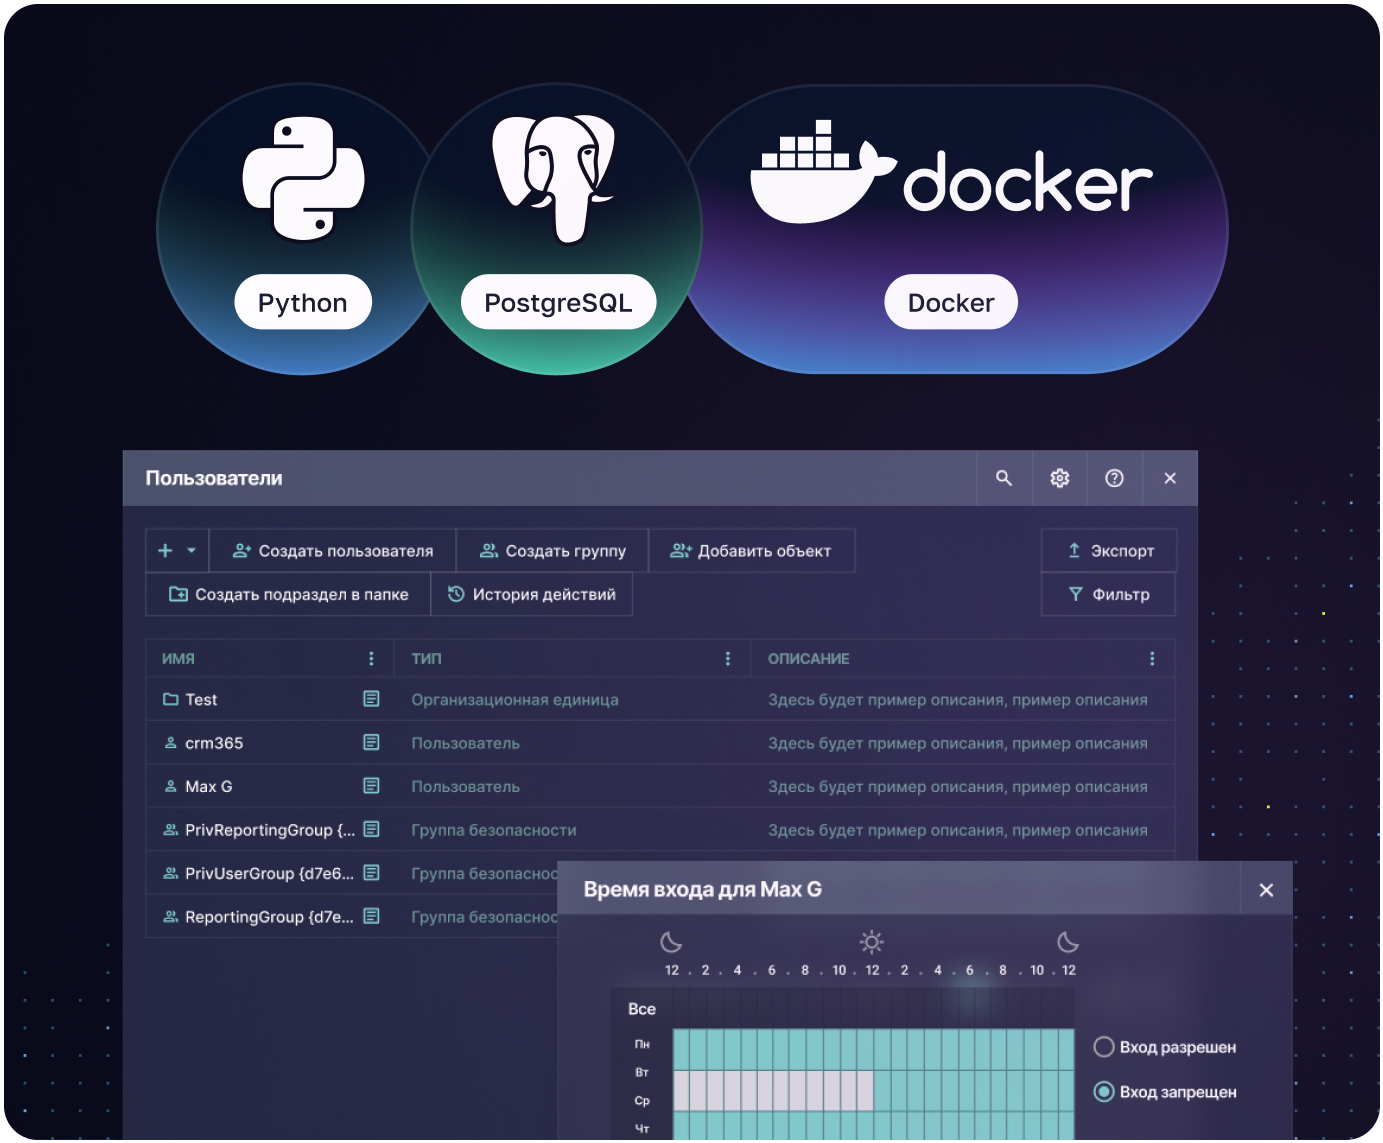 docker
Python
PostgreSQL
Docker
Пользователи
Создать пользователя
Создать группу
Добавить объект
Экспорт
Создать подраздел в папке
История действий
Фильтр
ИМЯ ТИП ОПИСАНИЕ
Test Организационная единица Здесь будет пример описания, пример описания
crm365 Пользователь Здесь будет пример описания, пример описания
Max G Пользователь Здесь будет пример описания, пример описания
PrivReportingGroup {... Группа безопасности Здесь будет пример описания, пример описания
PrivUserGroup {d7e6... Группа безопаснос
ReportingGroup {d7e... Группа безопаснос
Время входа для Max G
12 . 2 . 4 . 6 . 8 . 10 . 12 . 2 . 4 . 6 . 8 . 10 . 12
Все
Пн
Вход разрешен
Вт
Вход запрещен
Ср
Чт